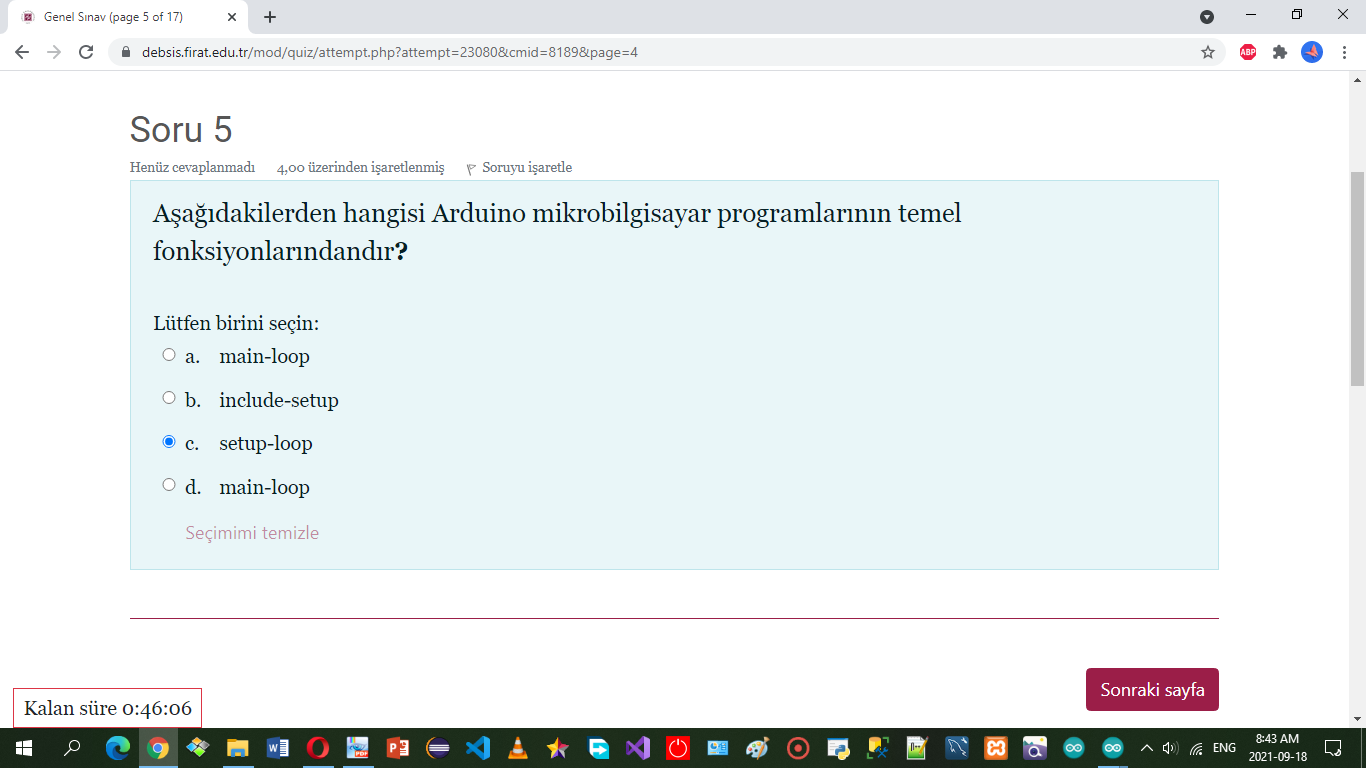 Genel Sınav (page 5 of 17)
debsis.firat.edu.tr/mod/quiz/attempt.php?attempt=23080&cmid=8189&page=4
ABP
Soru 5
Henüz cevaplanmadı 4,00 üzerinden işaretlenmiş Soruyu işaretle
Aşağıdakilerden hangisi Arduino mikrobilgisayar programlarının temel
fonksiyonlarındandır?
Lütfen birini seçin:
a. main-loop
b. include-setup
c. setup-loop
d. main-loop
Seçimimi temizle
Sonraki sayfa
Kalan süre 0:46:06
ENG
8:43 AM
2021-09-18